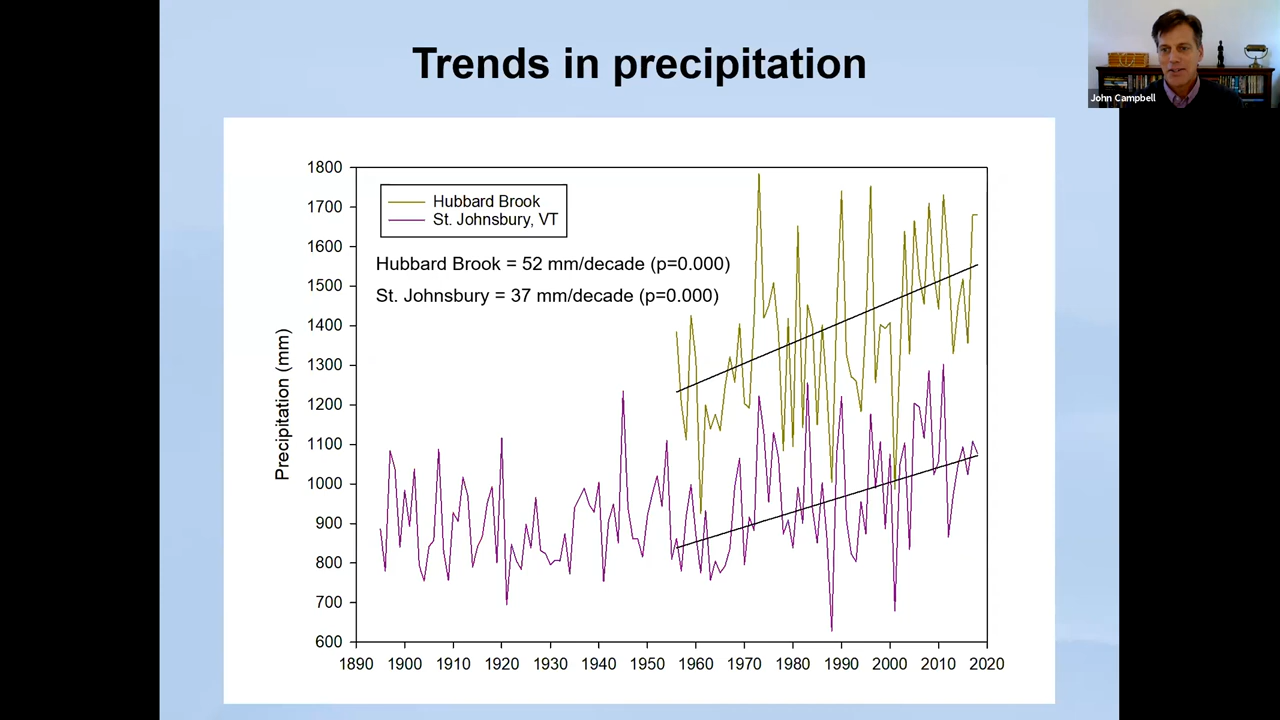 Trends in precipitation
John Campbell
1800
1700
1600
1500
1400
1300
1200
1100
1000
900
800
700
600
Precipitation (mm)
Hubbard Brook
St. Johnsbury, VT
Hubbard Brook = 52 mm/decade (p=0.000)
St. Johnsbury = 37 mm/decade (p=0.000)
1890 1900 1910 1920 1930 1940 1950 1960 1970 1980 1990 2000 2010 2020